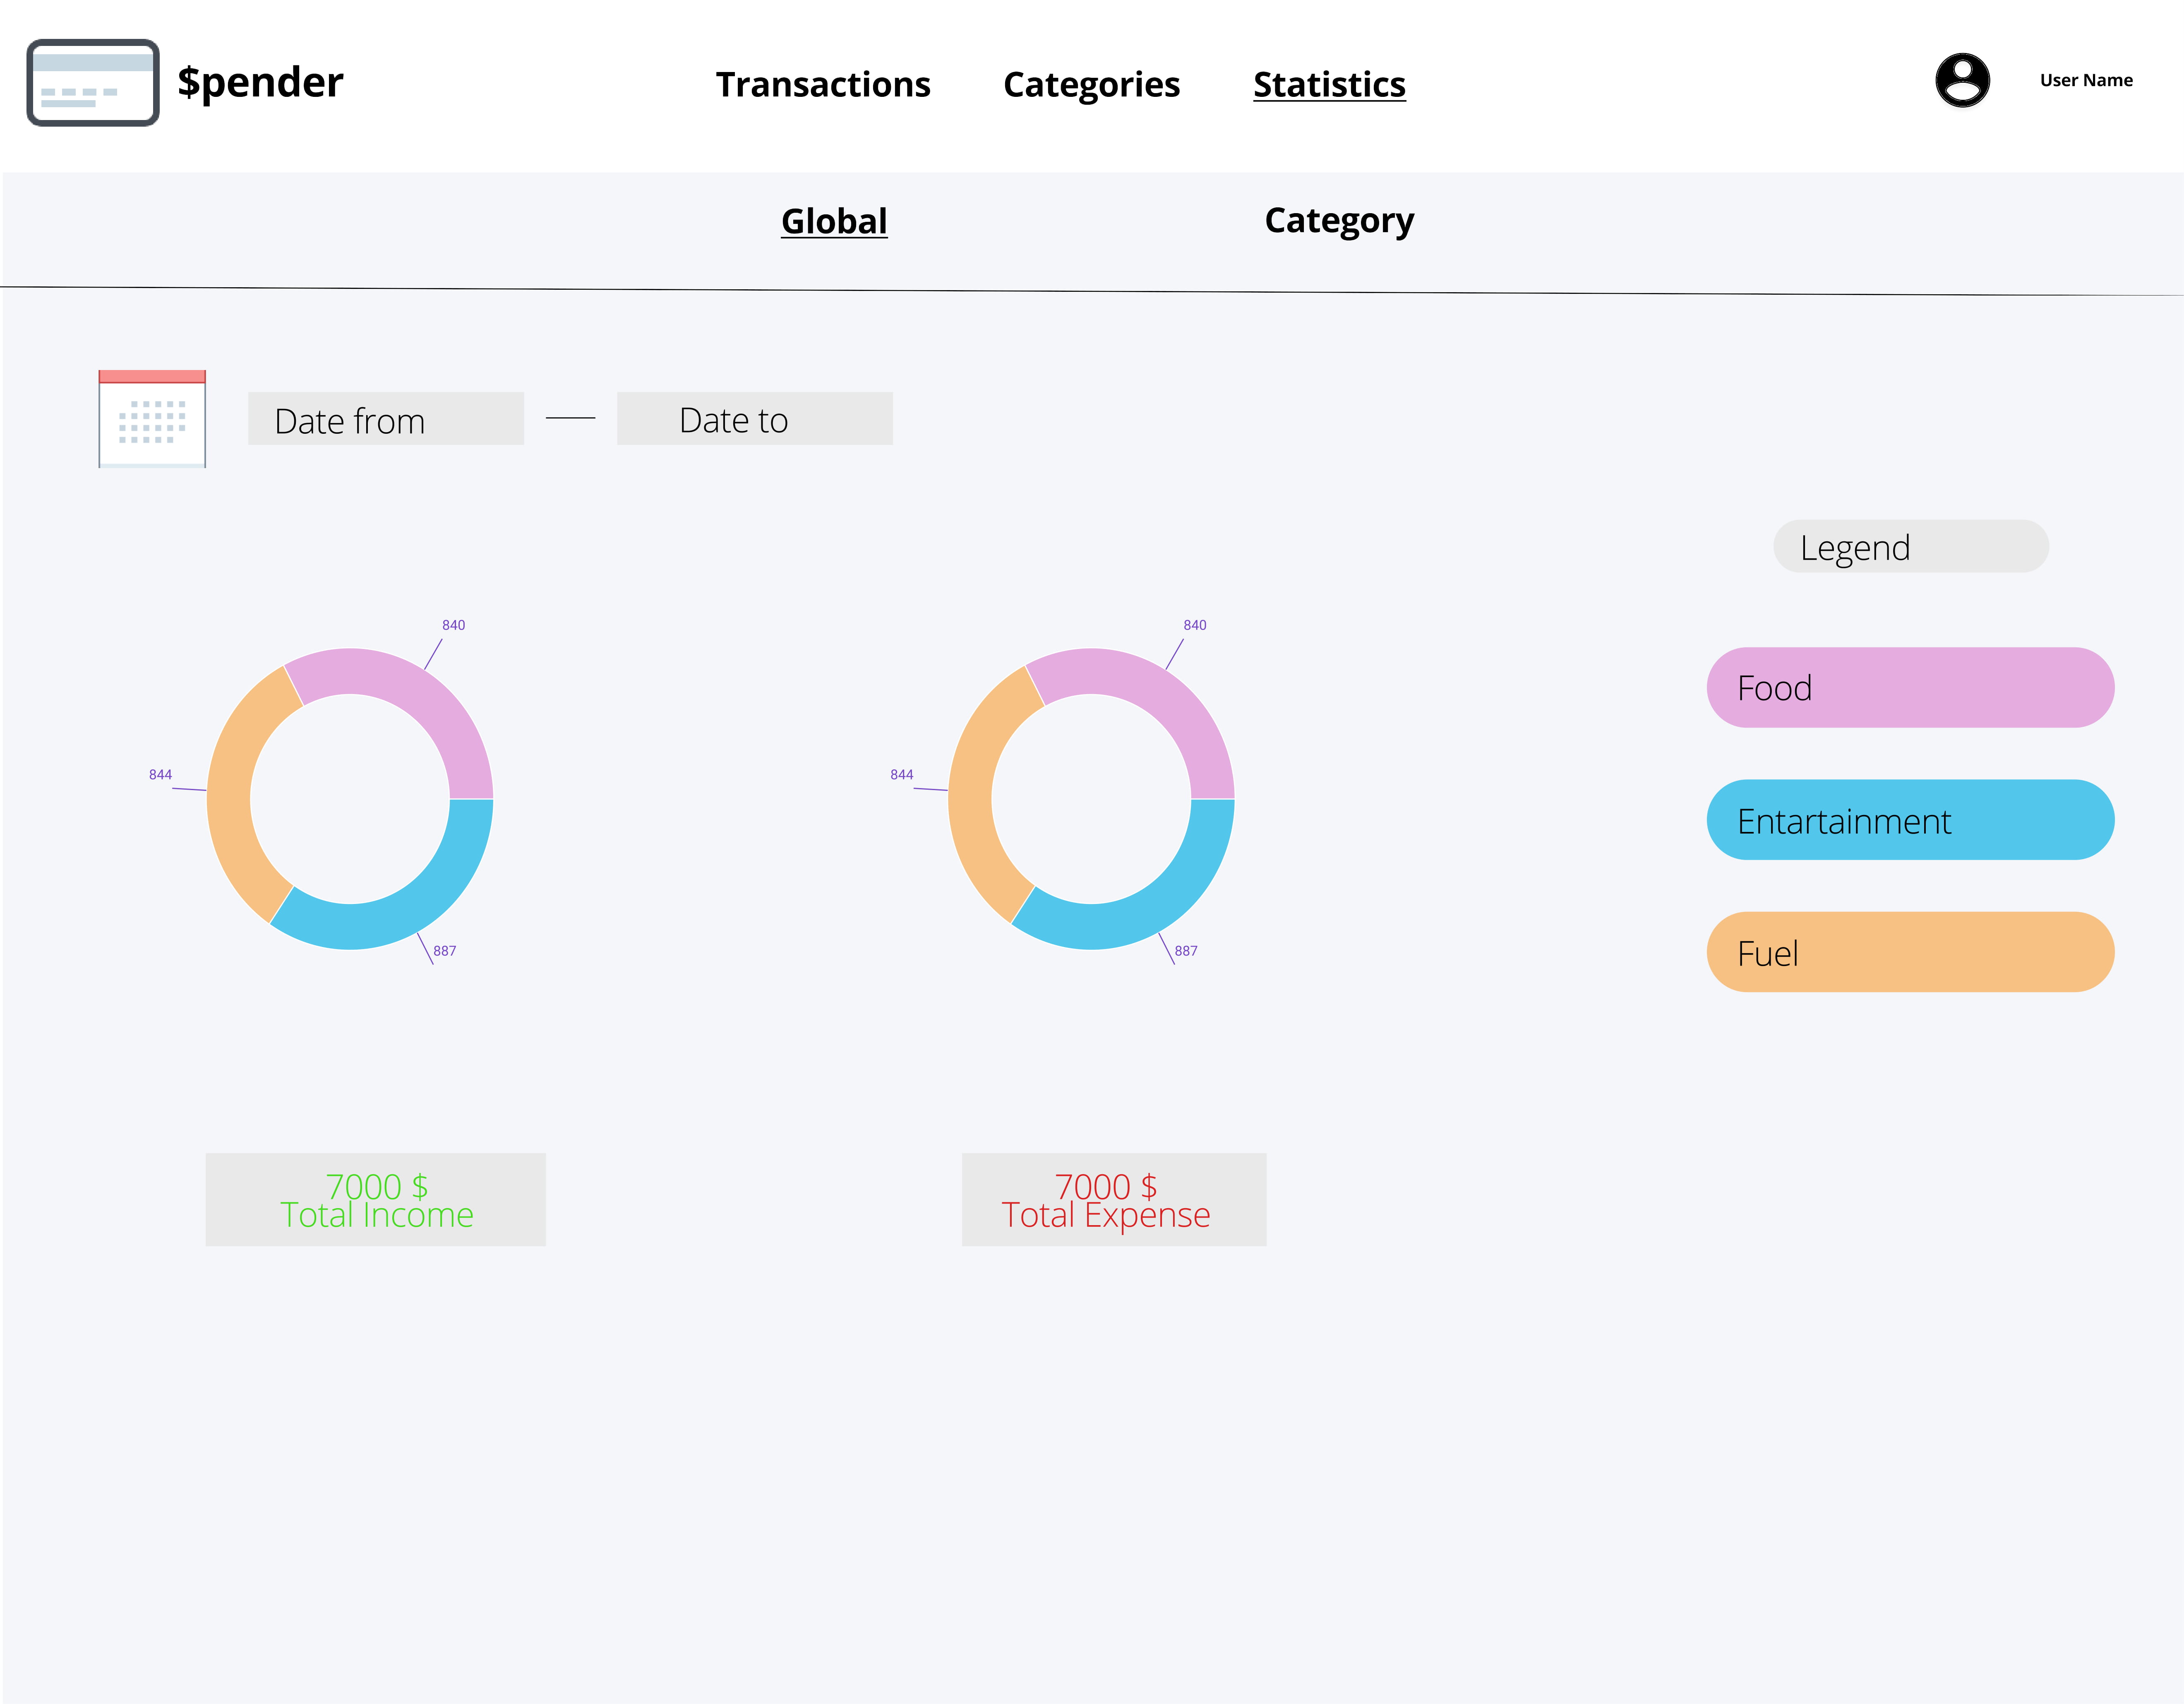 $pender
Transactions Categories Statistics
User Name
Global Category
Date from
Date to
Legend
840
840
Food
844
844
Entartainment
887
887
Fuel
7000 $
Total Income
7000 $
Total Expense